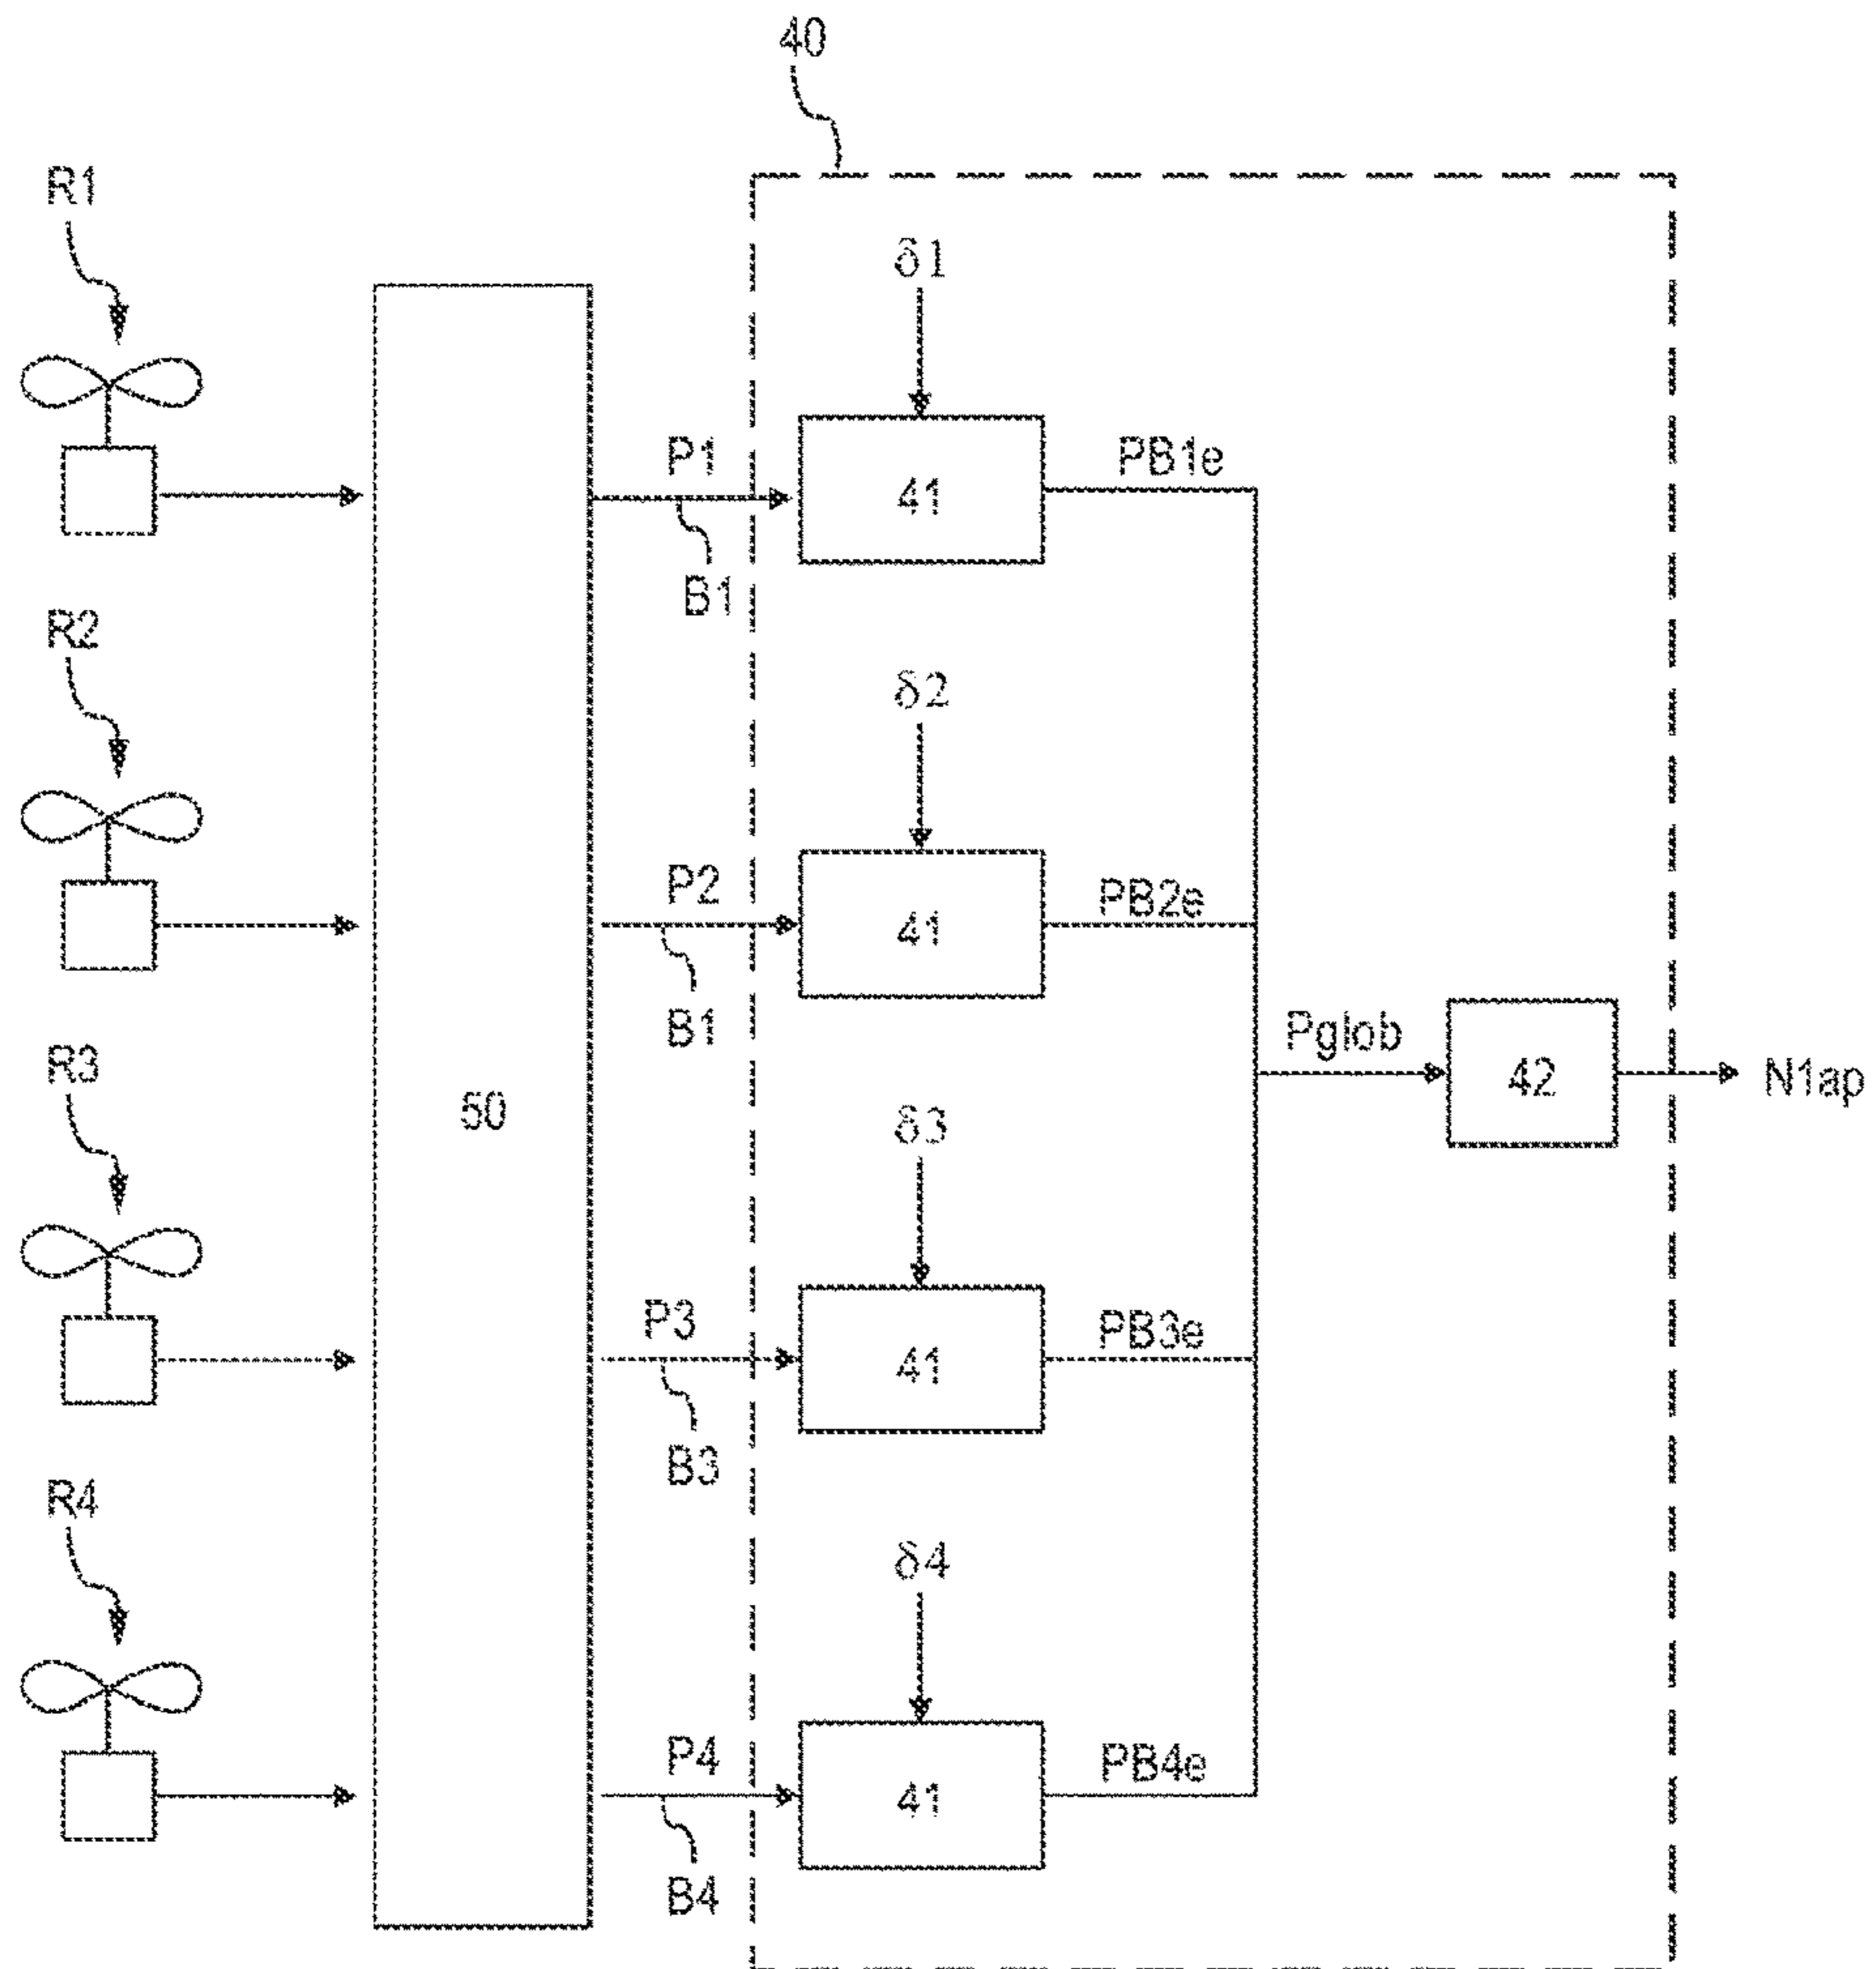 40
R1
δ1
P1
PB1e
41
B1
R2
δ2
P2
PB2e
41
B1
Pglob
42
N1ap
R3
50
δ3
P3
PB3e
41
B3
R4
δ4
P4
PB4e
41
B4